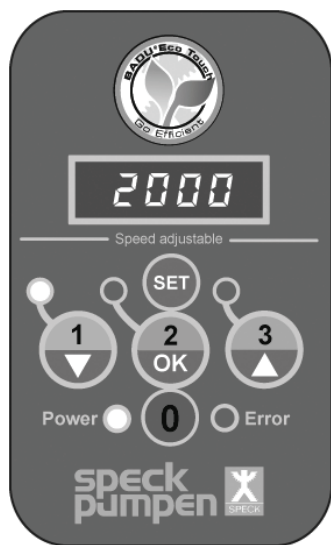 BADU®Eco Touch
Go Efficient
2000
Speed adjustable
SET
1 2 3
OK
Power 0 Error
speck
pumpen
SPECK